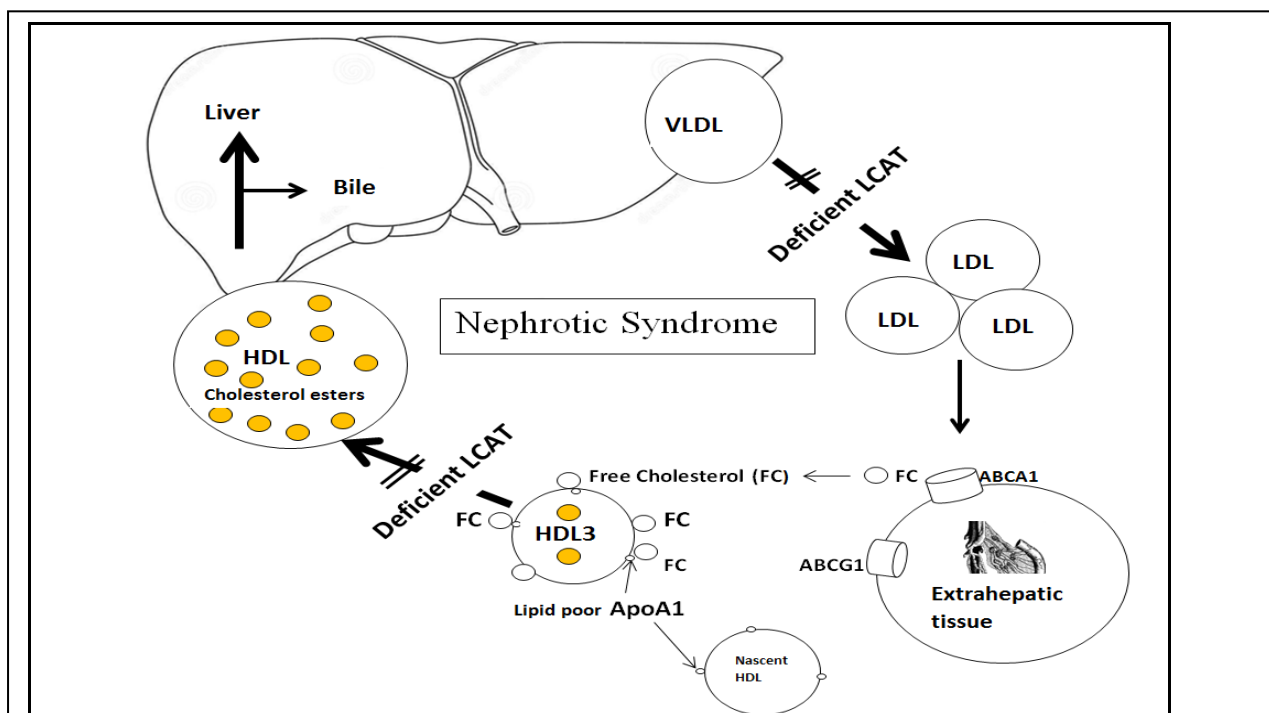 Liver
VLDL
Bile
Deficient LCAT
LDL
LDL
LDL
Nephrotic Syndrome
HDL
Cholesterol esters
Deficient LCAT
Free Cholesterol (FC)
FC
ABCA1
FC
HDL3
FC
FC
ABCG1
Extrahepatic
tissue
Lipid poor ApoA1
Nascent
HDL